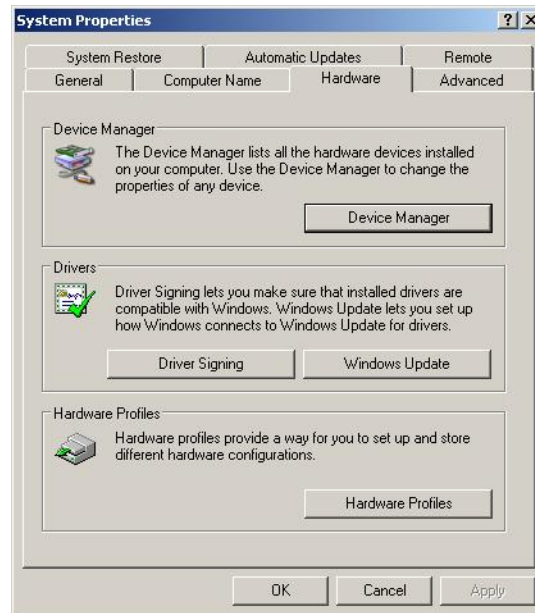 System Properties
System Restore
Automatic Updates
Remote
General
Computer Name
Hardware
Advanced
Device Manager
The Device Manager lists all the hardware devices installed
on your computer. Use the Device Manager to change the
properties of any device.
Device Manager
Drivers
Driver Signing lets you make sure that installed drivers are
compatible with Windows. Windows Update lets you set up
how Windows connects to Windows Update for drivers.
Driver Signing
Windows Update
Hardware Profiles
Hardware profiles provide a way for you to set up and store
different hardware configurations.
Hardware Profiles
OK
Cancel
Apply